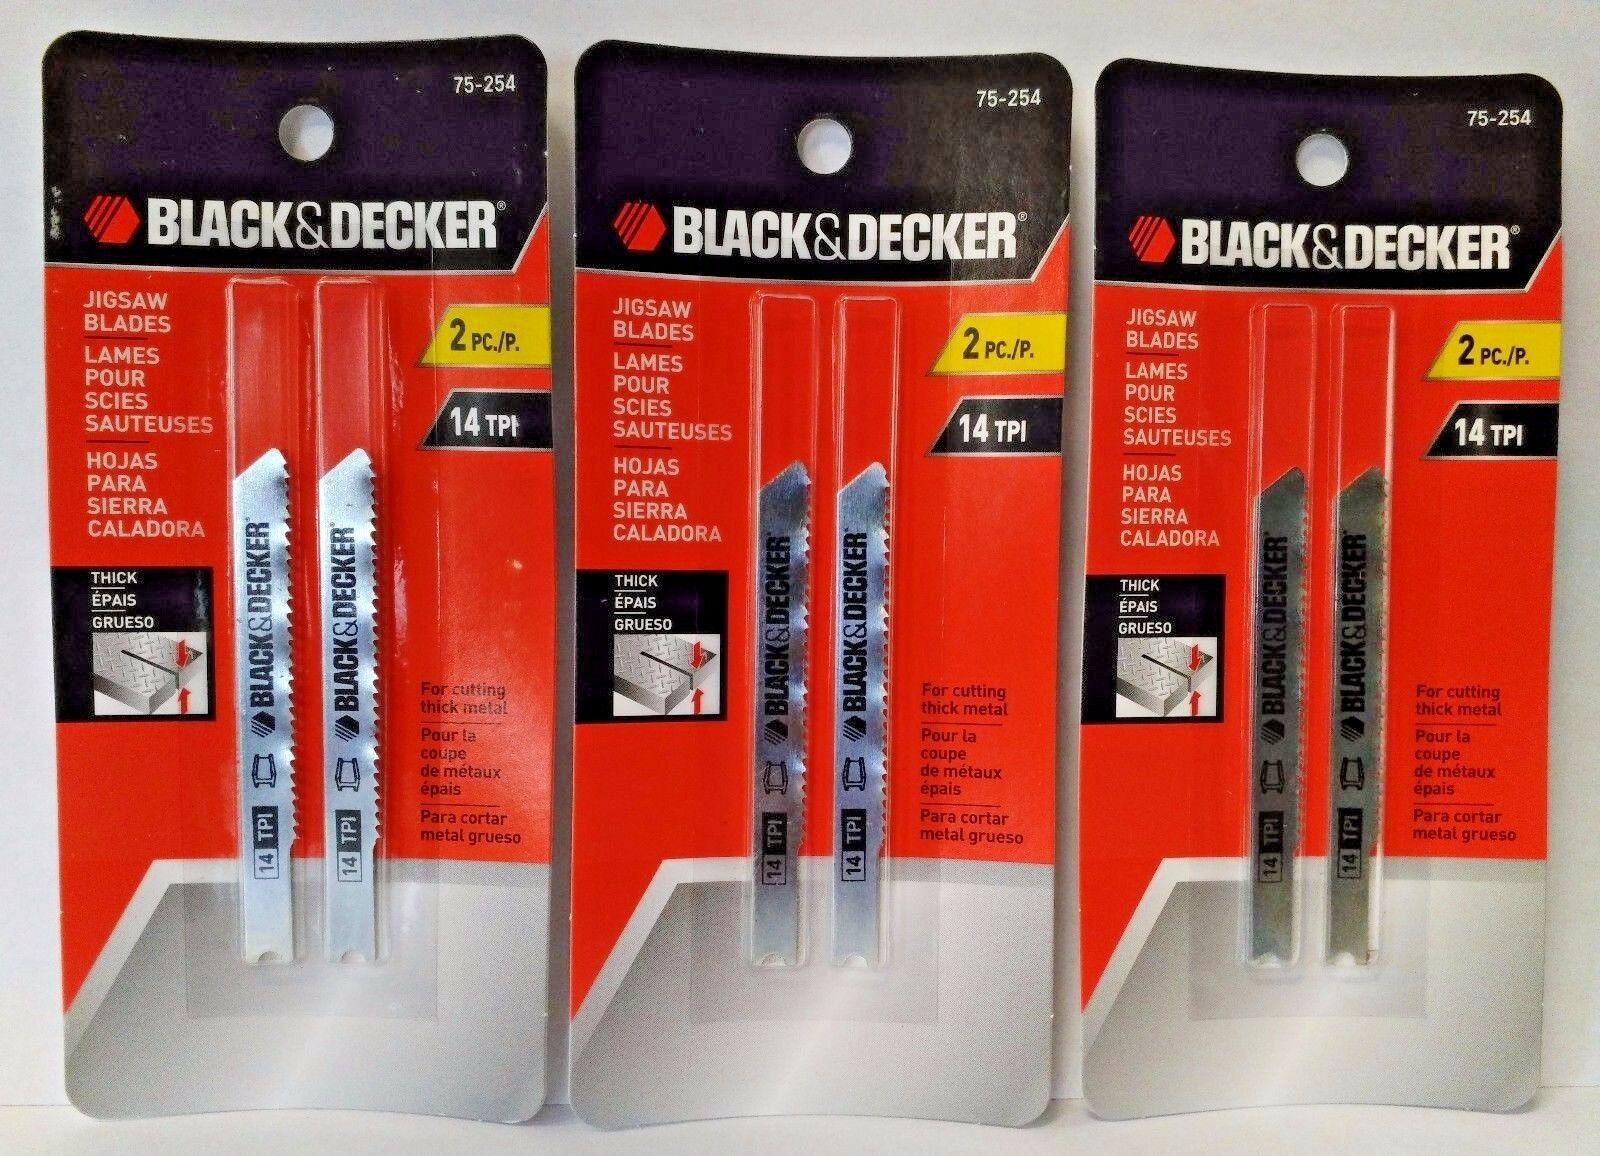 75-254
BLACK&DECKER®
JIGSAW
BLADES
LAMES
POUR
SCIES
SAUTEUSES
HOJAS
PARA
SIERRA
CALADORA
2 PC./P.
14 TPI
THICK
ÉPAIS
GRUESO
BLACK&DECKER®
14 TPI
BLACK&DECKER®
14 TPI
For cutting
thick metal
Pour la
coupe
de métaux
épais
Para cortar
metal grueso
75-254
BLACK&DECKER®
JIGSAW
BLADES
LAMES
POUR
SCIES
SAUTEUSES
HOJAS
PARA
SIERRA
CALADORA
2 PC./P.
14 TPI
THICK
ÉPAIS
GRUESO
BLACK&DECKER®
14 TPI
BLACK&DECKER®
14 TPI
For cutting
thick metal
Pour la
coupe
de métaux
épais
Para cortar
metal grueso
75-254
BLACK&DECKER®
JIGSAW
BLADES
LAMES
POUR
SCIES
SAUTEUSES
HOJAS
PARA
SIERRA
CALADORA
2 PC./P.
14 TPI
THICK
ÉPAIS
GRUESO
BLACK&DECKER®
14 TPI
BLACK&DECKER®
14 TPI
For cutting
thick metal
Pour la
coupe
de métaux
épais
Para cortar
metal grueso